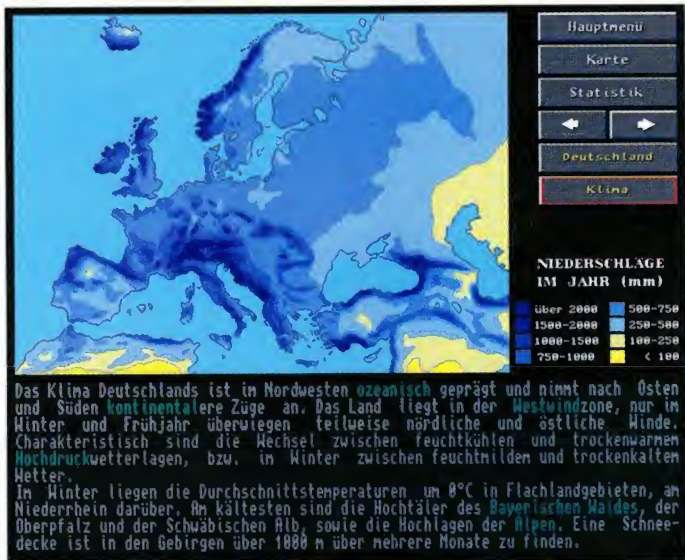 Hauptmenü
Karte
Statistik
Deutschland
Klima
NIEDERSCHLÄGE
IM JAHR (mm)
über 2000 500-750
1500-2000 250-500
1000-1500 100-250
750-1000 < 100
Das Klima Deutschlands ist im Nordwesten ozeanisch geprägt und nimmt nach Osten
und Süden kontinentalere Züge an. Das Land liegt in der Westwindzone, nur im
Winter und Frühjahr überwiegen teilweise nördliche und östliche Winde.
Charakteristisch sind die Wechsel zwischen feuchtkühlen und trockenwarmen
Hochdruckwetterlagen, bzw. im Winter zwischen feuchtmildem und trockenkaltem
Wetter.
Im Winter liegen die Durchschnittstemperaturen um 0°C in Flachlandgebieten, am
Niederrhein darüber. Am kältesten sind die Hochtäler des Bayerischen Waldes, der
Oberpfalz und der Schwäbischen Alb, sowie die Hochlagen der Alpen. Eine Schnee-
decke ist in den Gebirgen über 1000 m über mehrere Monate zu finden.